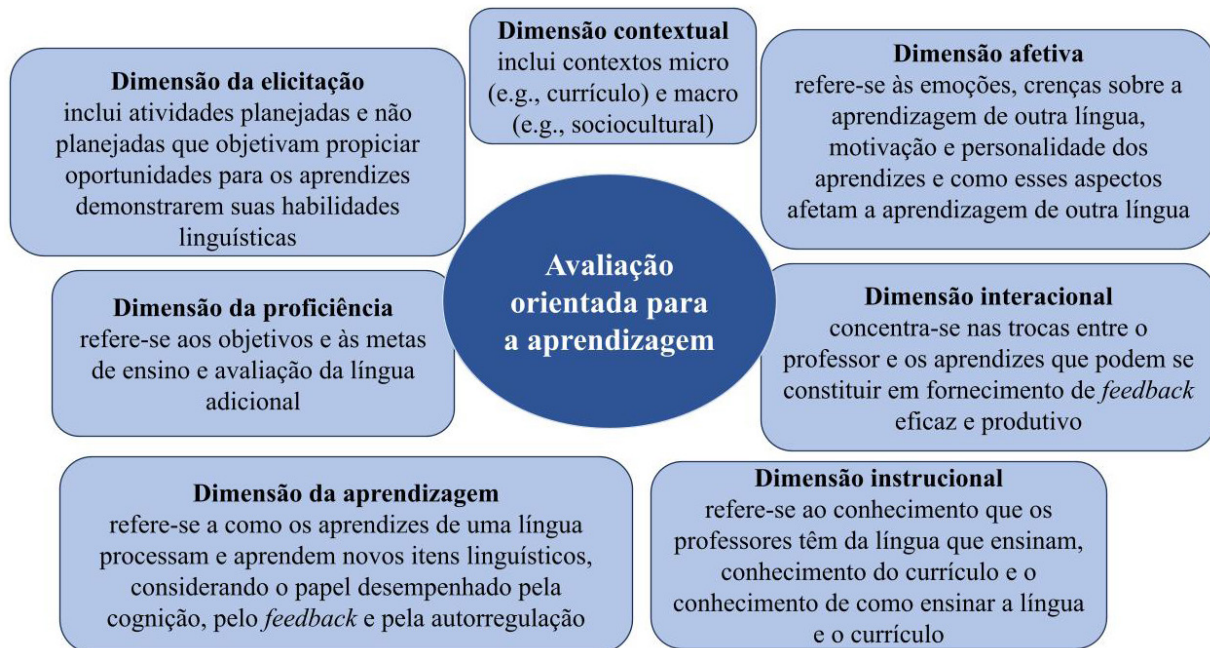 Dimensão contextual
inclui contextos micro
(e.g., currículo) e macro
(e.g., sociocultural)
Dimensão da elicitação
inclui atividades planejadas e não
planejadas que objetivam propiciar
oportunidades para os aprendizes
demonstrarem suas habilidades
linguísticas
Dimensão afetiva
refere-se às emoções, crenças sobre a
aprendizagem de outra língua,
motivação e personalidade dos
aprendizes e como esses aspectos
afetam a aprendizagem de outra língua
Avaliação
orientada para
a aprendizagem
Dimensão da proficiência
refere-se aos objetivos e às metas
de ensino e avaliação da língua
adicional
Dimensão interacional
concentra-se nas trocas entre o
professor e os aprendizes que podem se
constituir em fornecimento de feedback
eficaz e produtivo
Dimensão da aprendizagem
refere-se a como os aprendizes de uma língua
processam e aprendem novos itens linguísticos,
considerando o papel desempenhado pela
cognição, pelo feedback e pela autorregulação
Dimensão instrucional
refere-se ao conhecimento que os
professores têm da língua que ensinam,
conhecimento do currículo e o
conhecimento de como ensinar a língua
e o currículo